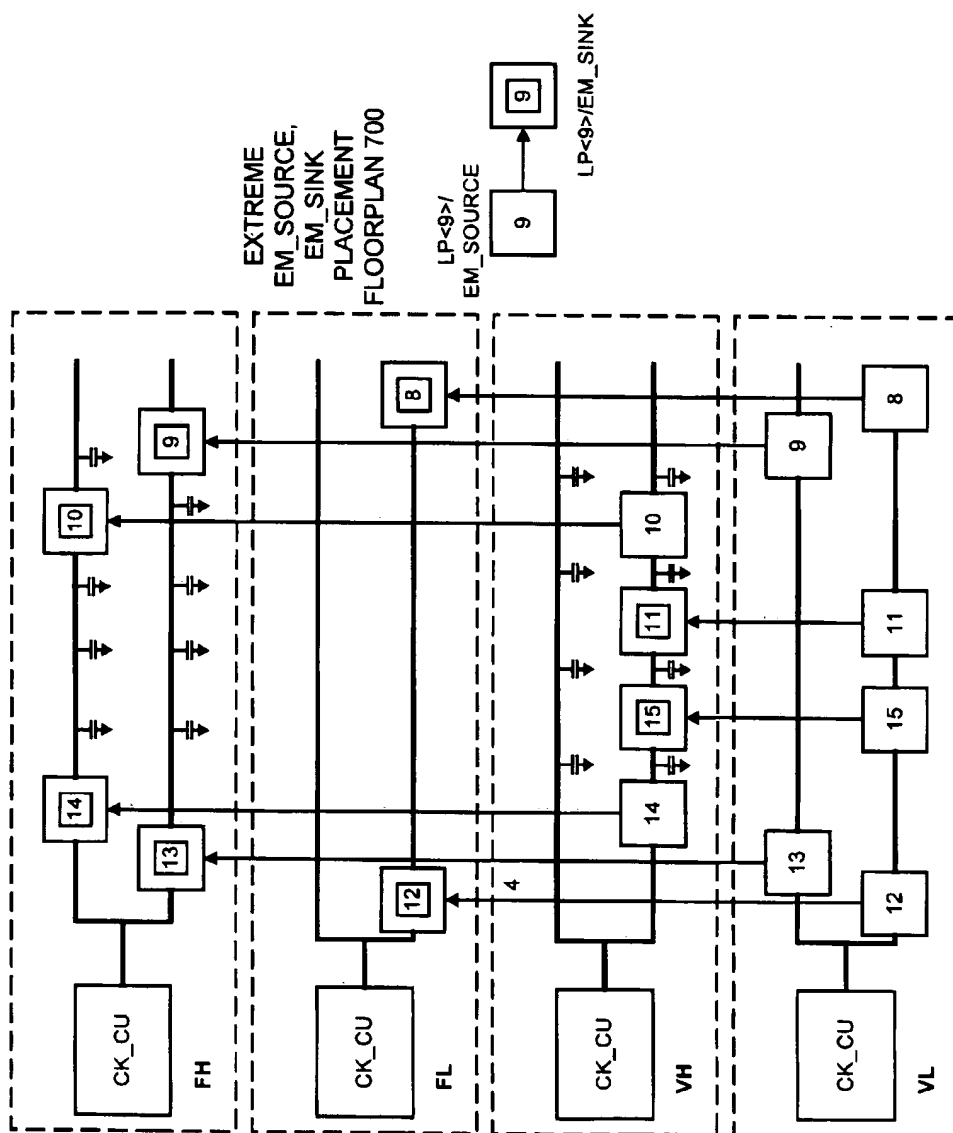 EXTREME
EM_SOURCE,
EM_SINK
PLACEMENT
FLOORPLAN 700
LP<9>/
EM_SOURCE
9
9
LP<9>/EM_SINK
CK_CU
FH
14
13
10
9
CK_CU
FL
12
8
4
CK_CU
VH
14
15
11
10
CK_CU
VL
13
9
12
15
11
8